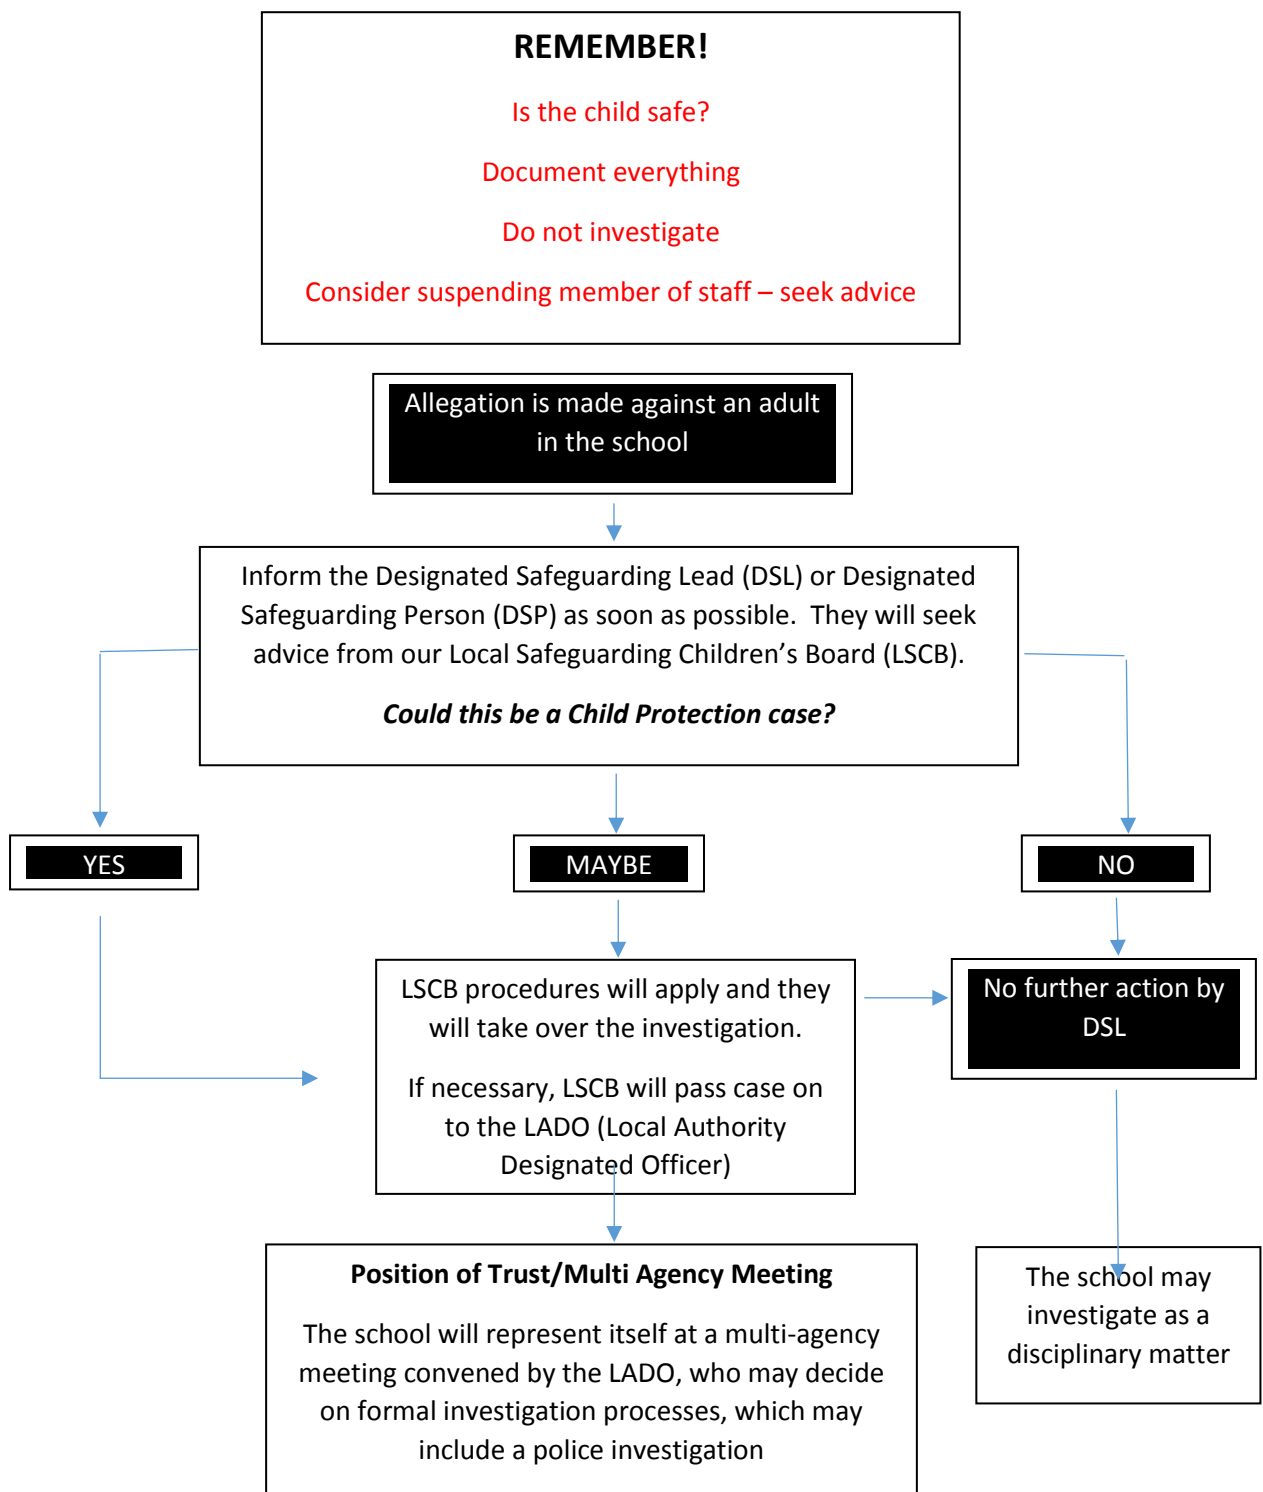 REMEMBER!
Is the child safe?
Document everything
Do not investigate
Consider suspending member of staff – seek advice
Allegation is made against an adult
in the school
Inform the Designated Safeguarding Lead (DSL) or Designated
Safeguarding Person (DSP) as soon as possible.  They will seek
advice from our Local Safeguarding Children’s Board (LSCB).
Could this be a Child Protection case?
YES
MAYBE
NO
LSCB procedures will apply and they
will take over the investigation.
If necessary, LSCB will pass case on
to the LADO (Local Authority
Designated Officer)
No further action by
DSL
Position of Trust/Multi Agency Meeting
The school will represent itself at a multi-agency
meeting convened by the LADO, who may decide
on formal investigation processes, which may
include a police investigation
The school may
investigate as a
disciplinary matter